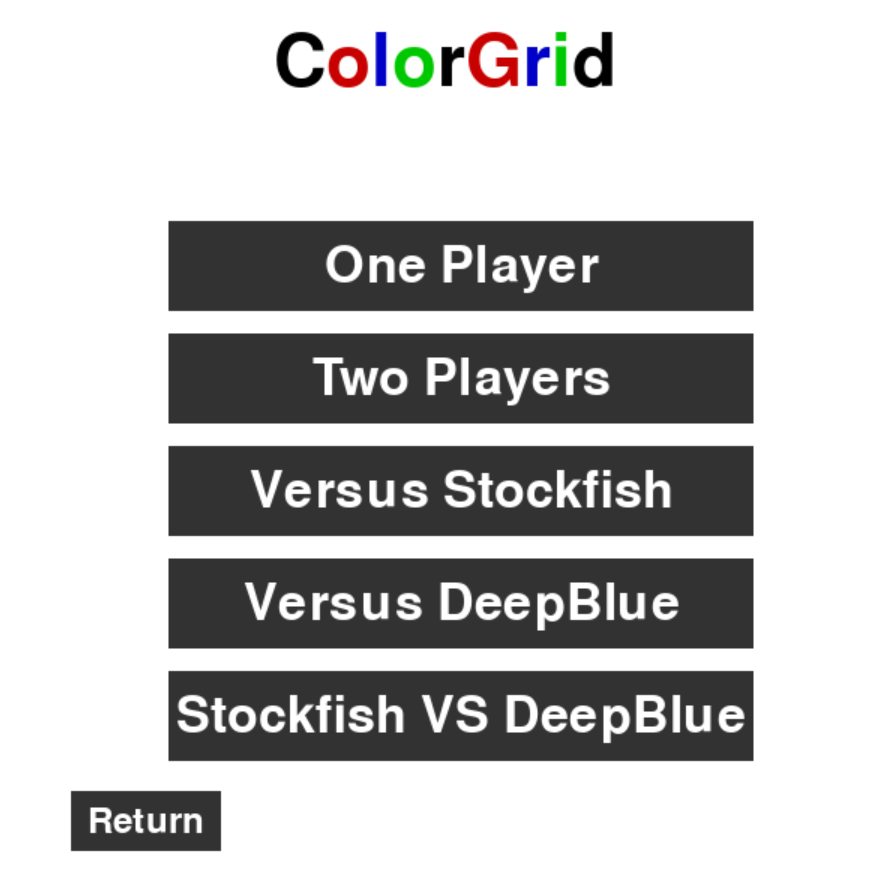 ColorGrid
One Player
Two Players
Versus Stockfish
Versus DeepBlue
Stockfish VS DeepBlue
Return